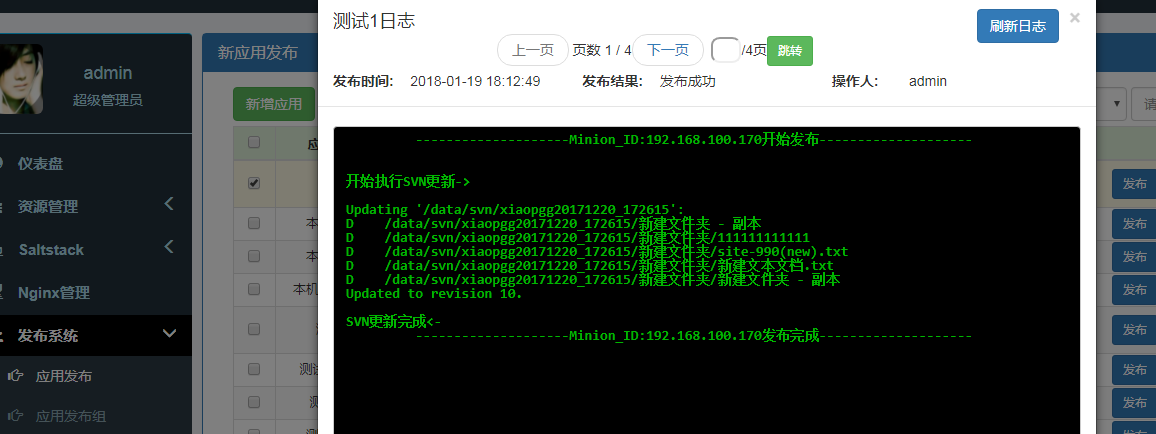 测试1日志
刷新日志
×
上一页 页数 1 / 4 下一页 /4页 跳转
发布时间: 2018-01-19 18:12:49 发布结果: 发布成功 操作人: admin
新应用发布
admin
超级管理员
新增应用
仪表盘
资源管理
Saltstack
Nginx管理
发布系统
应用发布
应用发布组
--------------------Minion_ID:192.168.100.170开始发布--------------------
开始执行SVN更新->
Updating '/data/svn/xiaopgg20171220_172615':
D /data/svn/xiaopgg20171220_172615/新建文件夹 - 副本
D /data/svn/xiaopgg20171220_172615/新建文件夹/111111111111
D /data/svn/xiaopgg20171220_172615/新建文件夹/site-990(new).txt
D /data/svn/xiaopgg20171220_172615/新建文件夹/新建文本文档.txt
D /data/svn/xiaopgg20171220_172615/新建文件夹/新建文件夹 - 副本
Updated to revision 10.
SVN更新完成<-
--------------------Minion_ID:192.168.100.170发布完成--------------------
本
本
本机
测试
发布
发布
发布
发布
发布
发布
发布